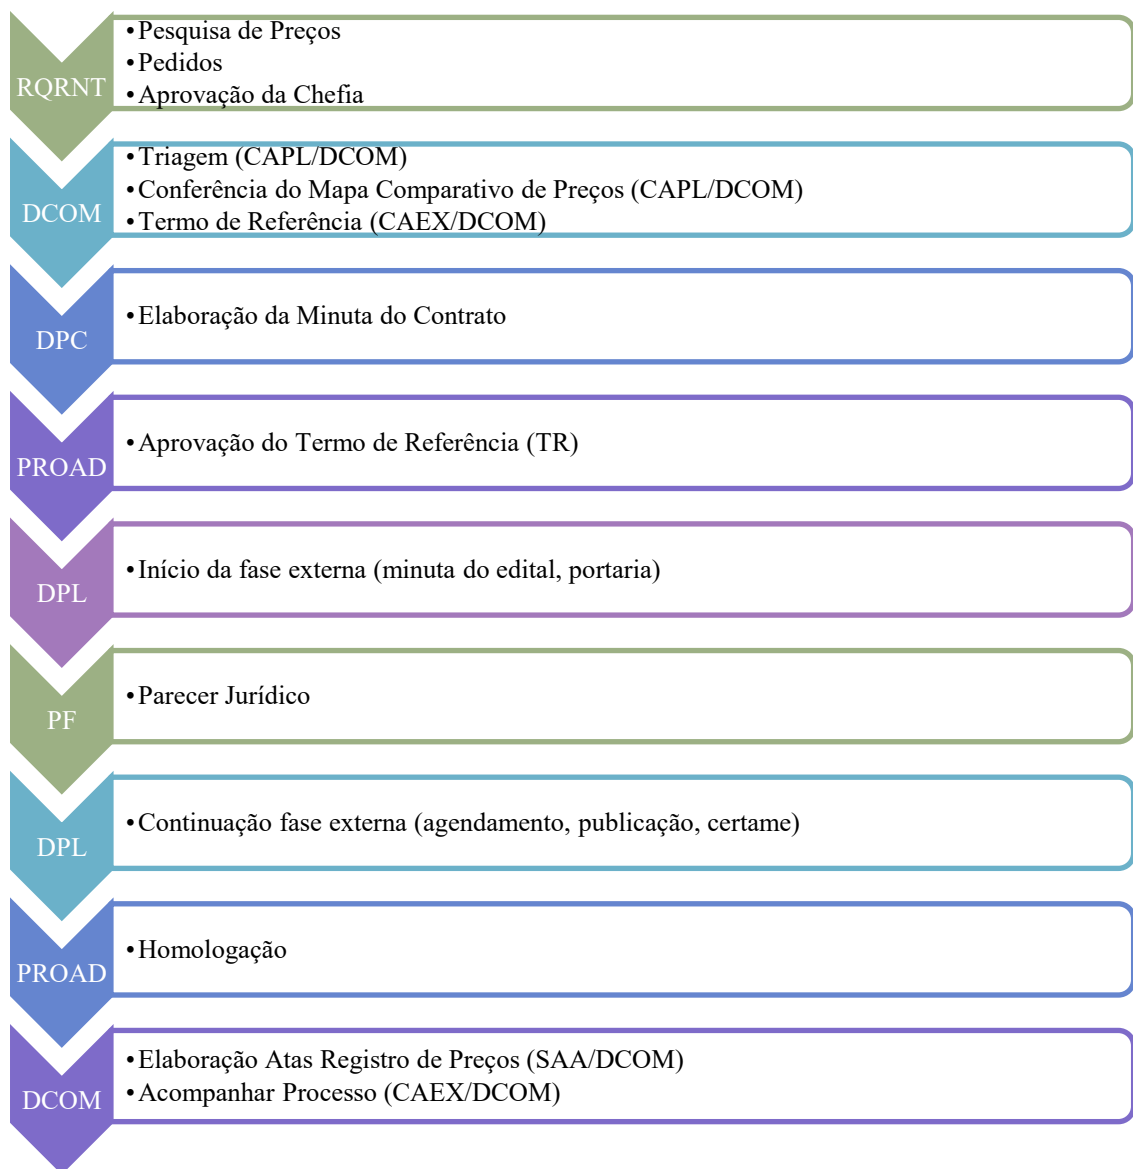 RQRNT
•Pesquisa de Preços
•Pedidos
•Aprovação da Chefia
DCOM
•Triagem (CAPL/DCOM)
•Conferência do Mapa Comparativo de Preços (CAPL/DCOM)
•Termo de Referência (CAEX/DCOM)
DPC
•Elaboração da Minuta do Contrato
PROAD
•Aprovação do Termo de Referência (TR)
DPL
•Início da fase externa (minuta do edital, portaria)
PF
•Parecer Jurídico
DPL
•Continuação fase externa (agendamento, publicação, certame)
PROAD
•Homologação
DCOM
•Elaboração Atas Registro de Preços (SAA/DCOM)
•Acompanhar Processo (CAEX/DCOM)